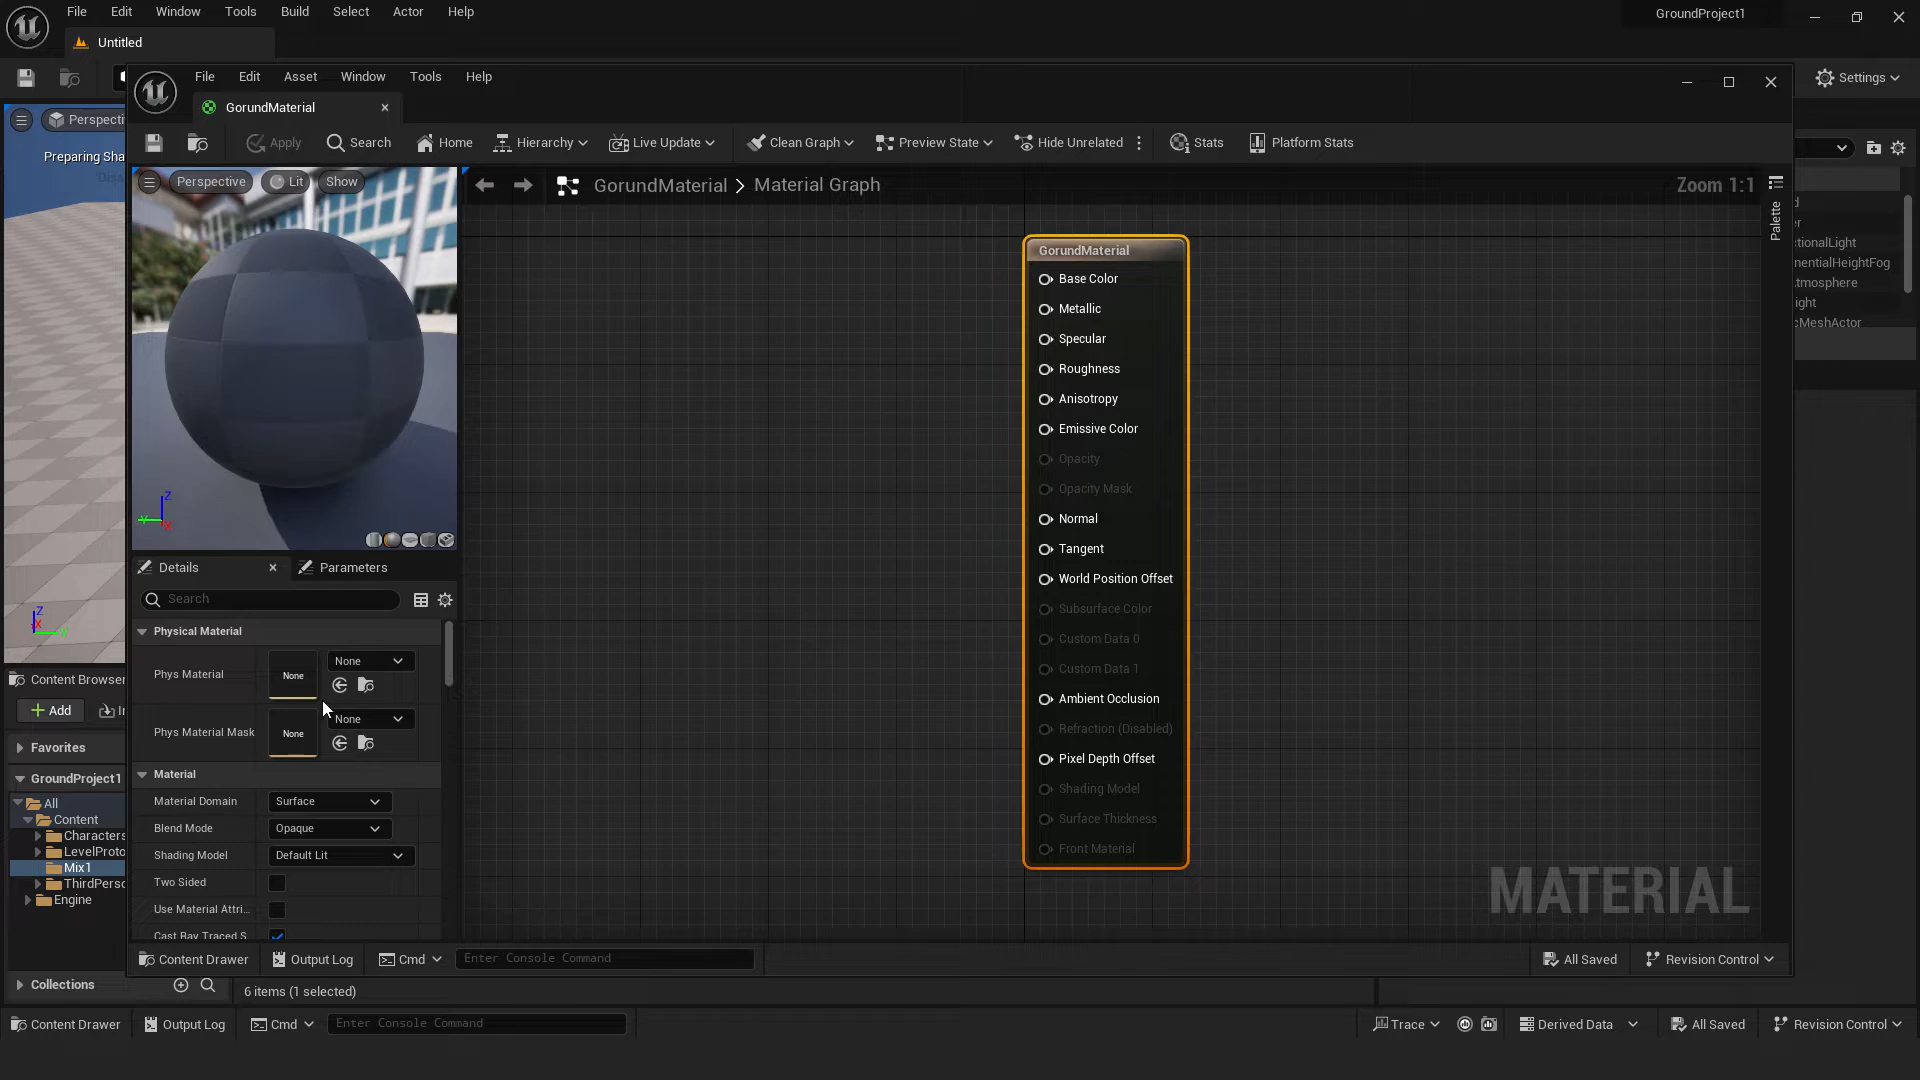 File Edit Window Tools Build Select Actor Help
GroundProject1
Untitled
File Edit Asset Window Tools Help
Settings
GorundMaterial
Perspecti
Apply Search Home Hierarchy Live Update Clean Graph Preview State Hide Unrelated Stats Platform Stats
Preparing Sha
Perspective Lit Show
GorundMaterial > Material Graph
Zoom 1:1
Palette
ctionalLight
nentialHeightFog
tmosphere
ight
cMeshActor
GorundMaterial
Base Color
Metallic
Specular
Roughness
Anisotropy
Emissive Color
Opacity
Opacity Mask
Normal
Tangent
World Position Offset
Subsurface Color
Custom Data 0
Custom Data 1
Ambient Occlusion
Refraction (Disabled)
Pixel Depth Offset
Shading Model
Surface Thickness
Front Material
MATERIAL
Z
Y
X
Details
Parameters
Search
Physical Material
Phys Material None None
Phys Material Mask None None
Material
Material Domain Surface
Blend Mode Opaque
Shading Model Default Lit
Two Sided
Use Material Attri...
Cast Ray Traced S
Z
X
Y
Content Browser
Add
Favorites
GroundProject1
All
Content
Characters
LevelProto
Mix1
ThirdPerso
Engine
Collections
Content Drawer Output Log Cmd Enter Console Command All Saved Revision Control
6 items (1 selected)
Content Drawer Output Log Cmd Enter Console Command Trace Derived Data All Saved Revision Control